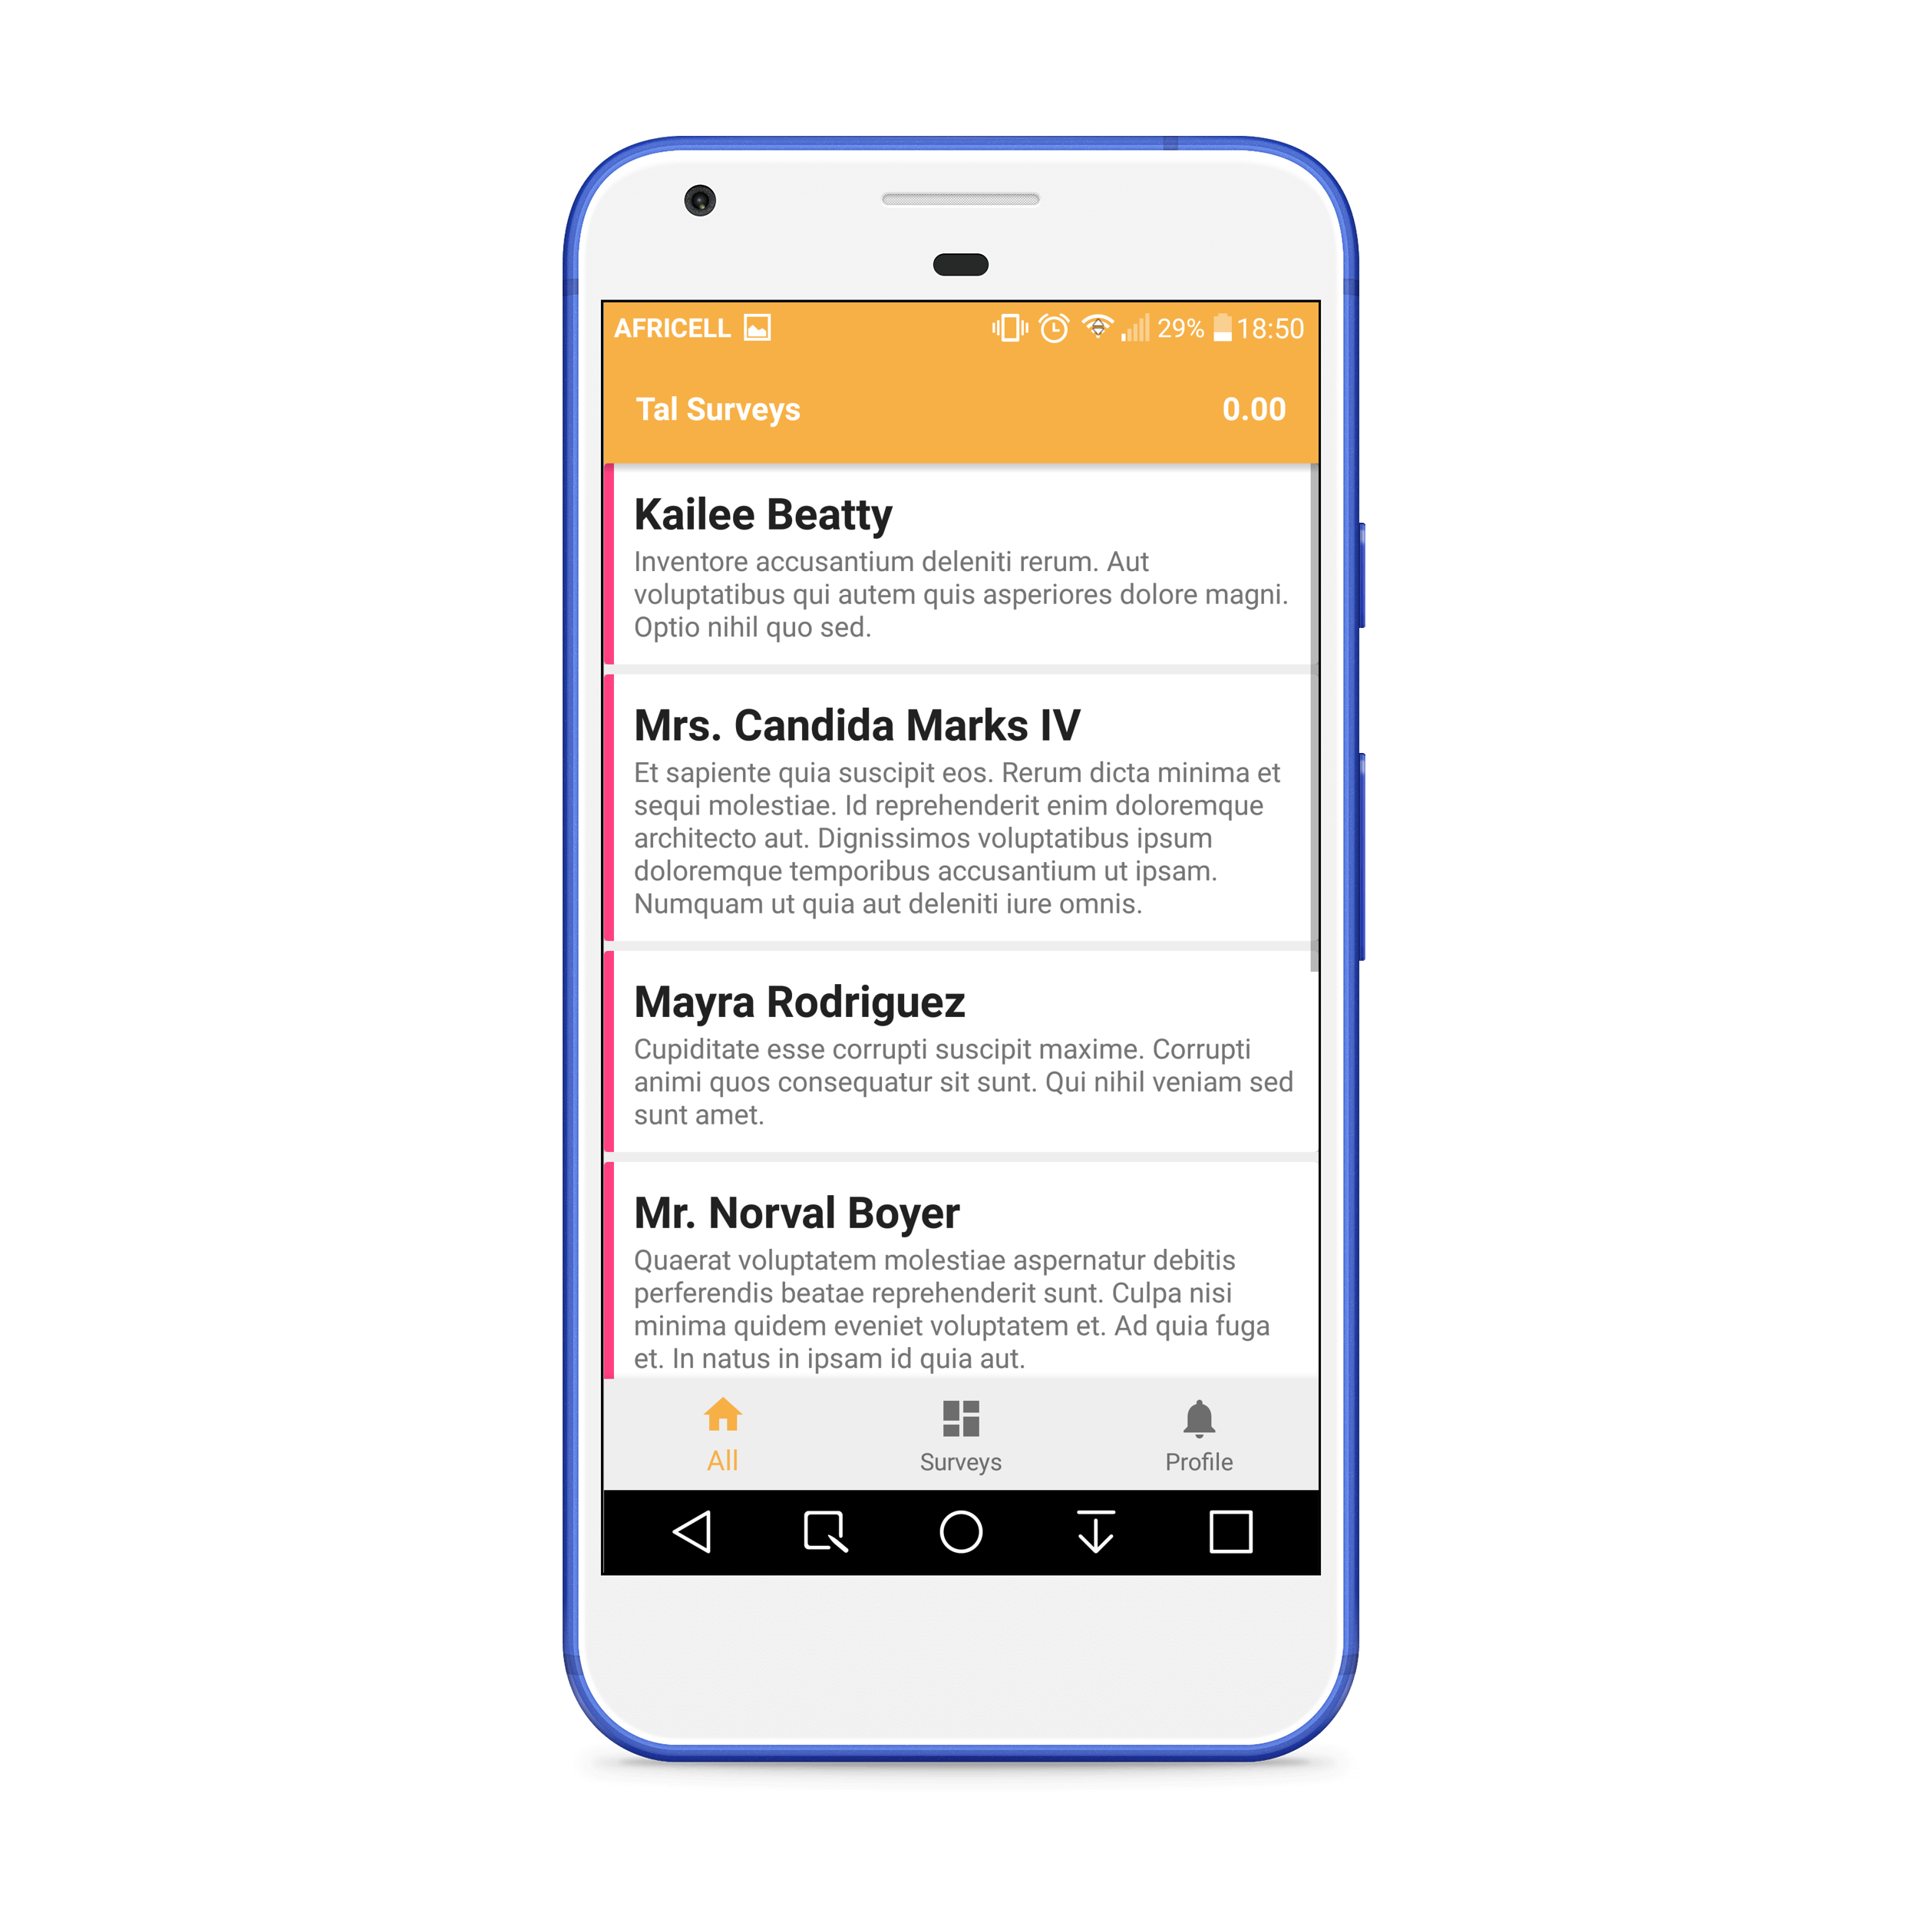 AFRICELL 29% 18:50
Tal Surveys 0.00
Kailee Beatty
Inventore accusantium deleniti rerum. Aut
voluptatibus qui autem quis asperiores dolore magni.
Optio nihil quo sed.
Mrs. Candida Marks IV
Et sapiente quia suscipit eos. Rerum dicta minima et
sequi molestiae. Id reprehenderit enim doloremque
architecto aut. Dignissimos voluptatibus ipsum
doloremque temporibus accusantium ut ipsam.
Numquam ut quia aut deleniti iure omnis.
Mayra Rodriguez
Cupiditate esse corrupti suscipit maxime. Corrupti
animi quos consequatur sit sunt. Qui nihil veniam sed
sunt amet.
Mr. Norval Boyer
Quaerat voluptatem molestiae aspernatur debitis
perferendis beatae reprehenderit sunt. Culpa nisi
minima quidem eveniet voluptatem et. Ad quia fuga
et. In natus in ipsam id quia aut.
All Surveys Profile